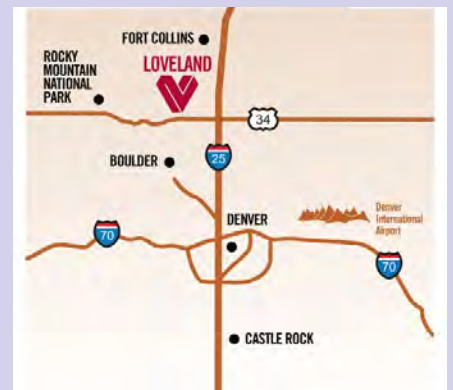 FORT COLLINS
LOVELAND
ROCKY
MOUNTAIN
NATIONAL
PARK
34
BOULDER
25
DENVER
Denver
International
Airport
70
70
CASTLE ROCK